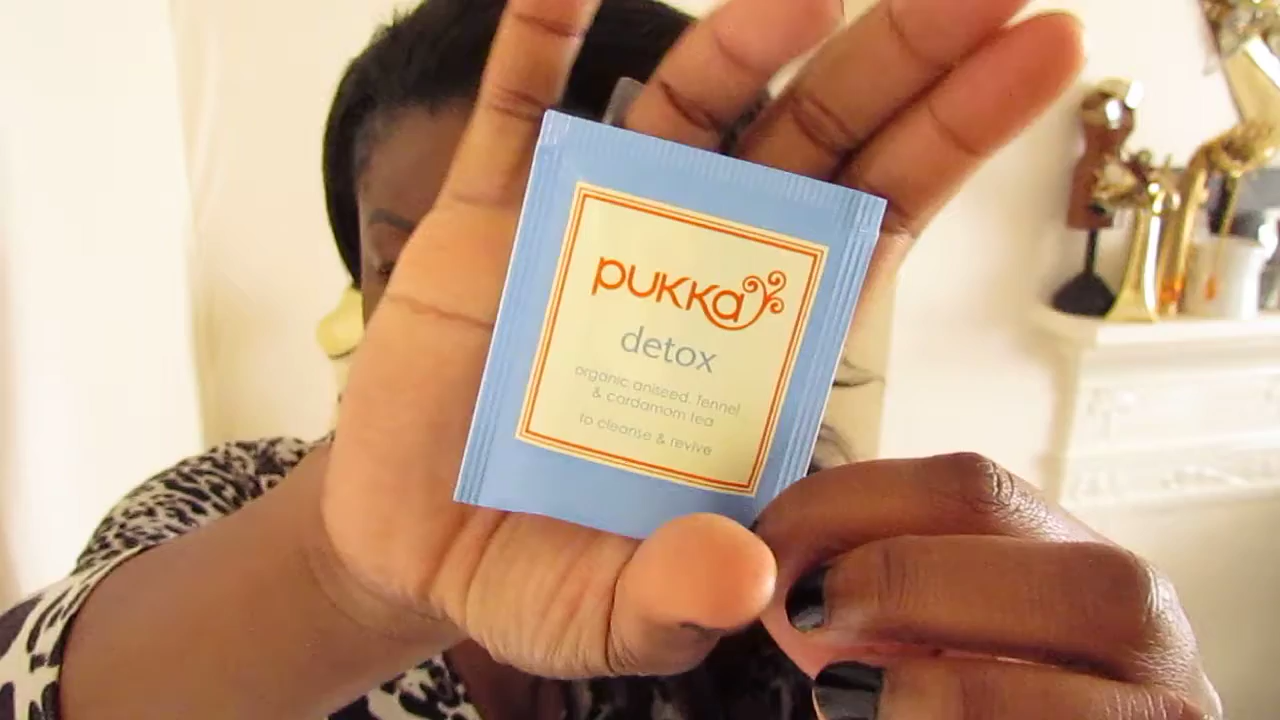 pukka
detox
organic aniseed, fennel
& cardamom tea
to cleanse & revive